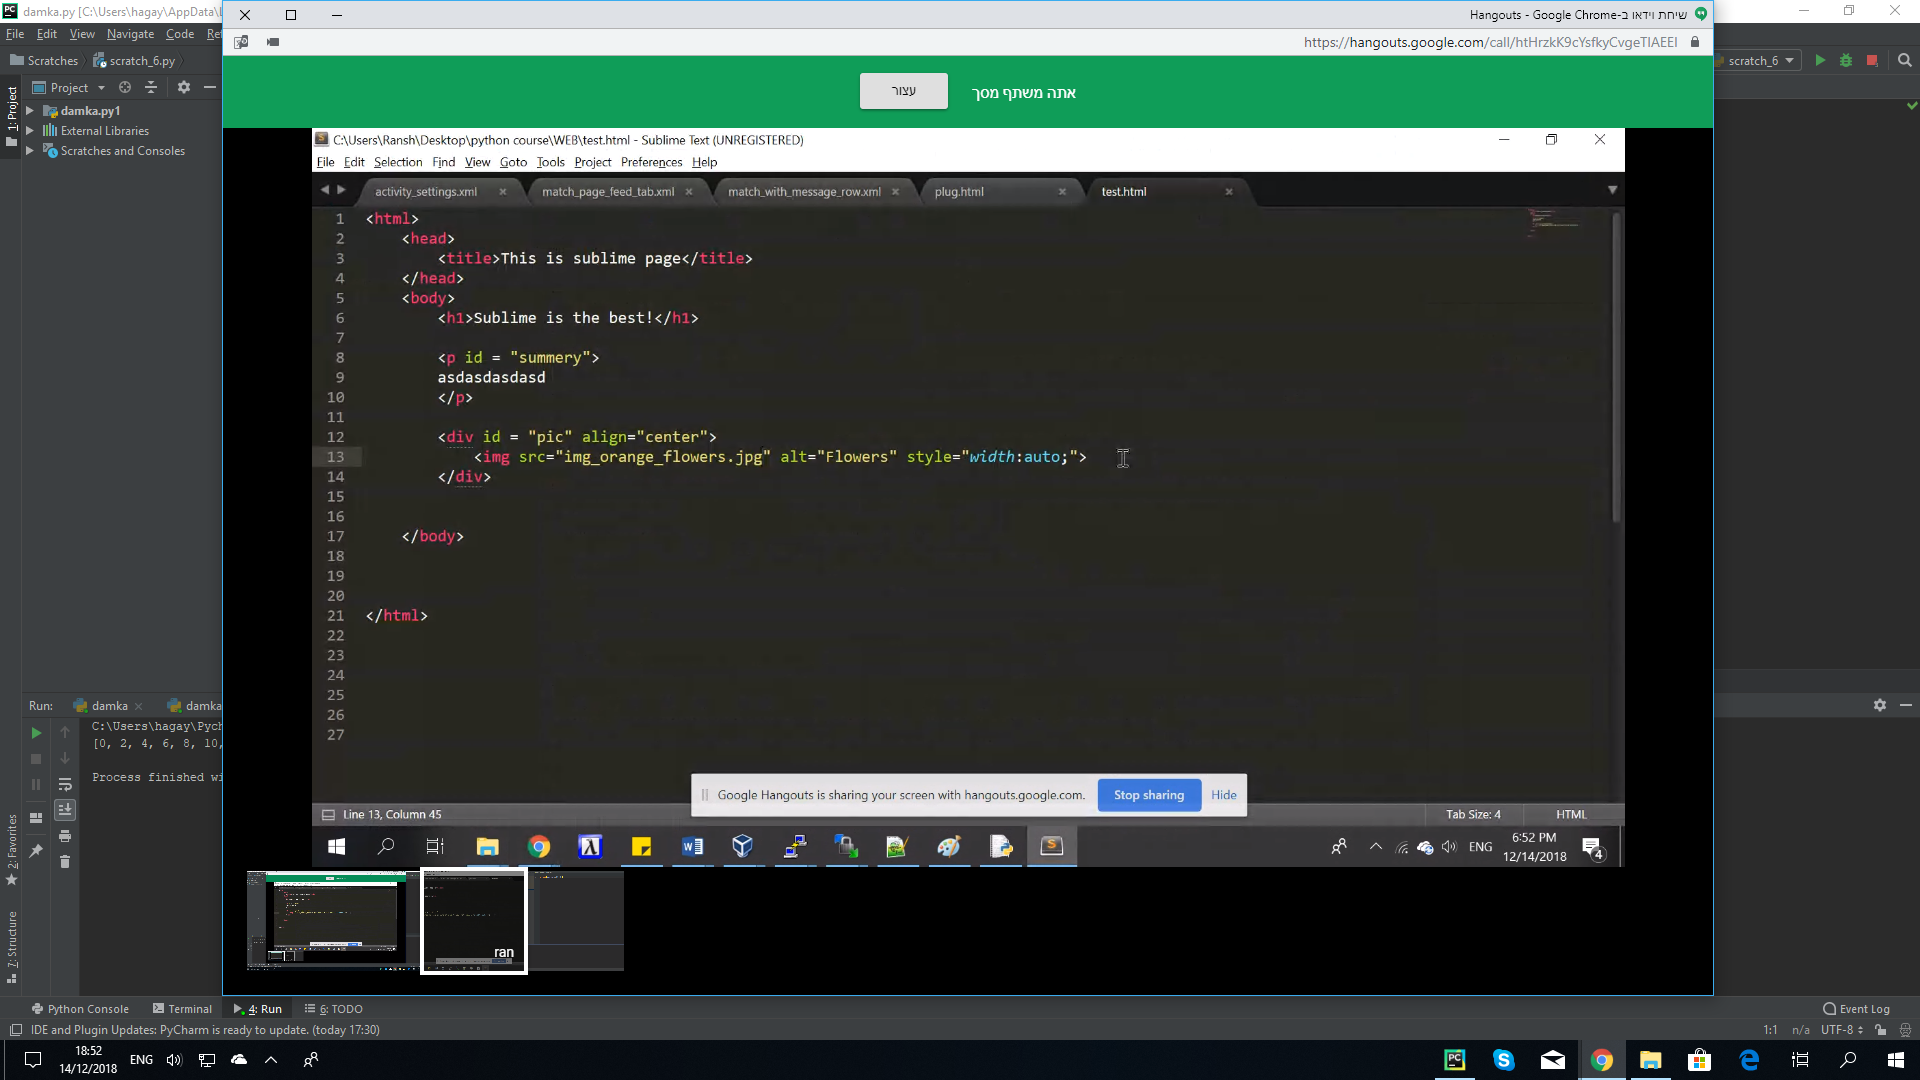 damka.py [C:\Users\hagay\AppData\L
File Edit View Navigate Code Ref
Scratches scratch_6.py
Project
1: Project
damka.py1
External Libraries
Scratches and Consoles
שיחת וידאו ב-Hangouts - Google Chrome
https://hangouts.google.com/call/htHrzkK9cYsfkyCvgeTIAEEI
אתה משתף מסך
עצור
scratch_6
C:\Users\Ransh\Desktop\python course\WEB\test.html - Sublime Text (UNREGISTERED)
File Edit Selection Find View Goto Tools Project Preferences Help
activity_settings.xml match_page_feed_tab.xml match_with_message_row.xml plug.html test.html
1 <html>
2 <head>
3 <title>This is sublime page</title>
4 </head>
5 <body>
6 <h1>Sublime is the best!</h1>
7
8 <p id = "summery">
9 asdasdasdasd
10 </p>
11
12 <div id = "pic" align="center">
13 <img src="img_orange_flowers.jpg" alt="Flowers" style="width:auto;">
14 </div>
15
16
17 </body>
18
19
20
21 </html>
22
23
24
25
26
27
Google Hangouts is sharing your screen with hangouts.google.com. Stop sharing Hide
Line 13, Column 45 Tab Size: 4 HTML
ENG 6:52 PM
12/14/2018 4
ran
Run: damka damka
C:\Users\hagay\Pych
[0, 2, 4, 6, 8, 10,
Process finished wi
2: Favorites
7: Structure
Python Console Terminal 4: Run 6: TODO Event Log
IDE and Plugin Updates: PyCharm is ready to update. (today 17:30) 1:1 n/a UTF-8
18:52
14/12/2018 ENG